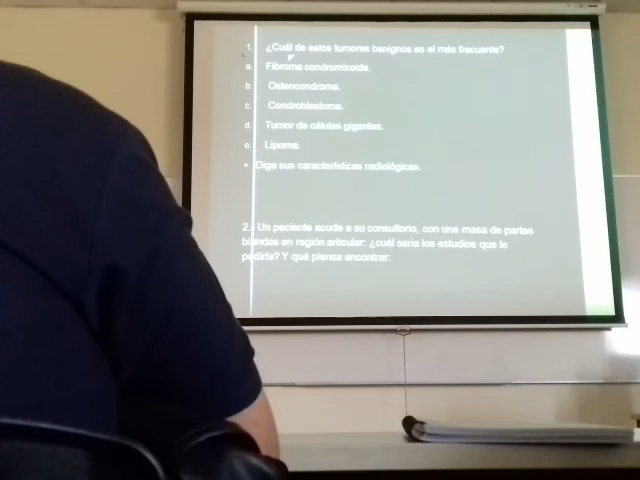 1. ¿Cuál de estos tumores benignos es el más frecuente?
a. Fibroma condromixoide.
b. Osteocondroma.
c. Condroblastoma.
d. Tumor de células gigantes.
e. Lipoma.
• Diga sus características radiológicas.
2. Un paciente acude a su consultorio, con una masa de partes
blandas en región articular: ¿cuál seria los estudios que le
pediría? Y qué piensa encontrar: